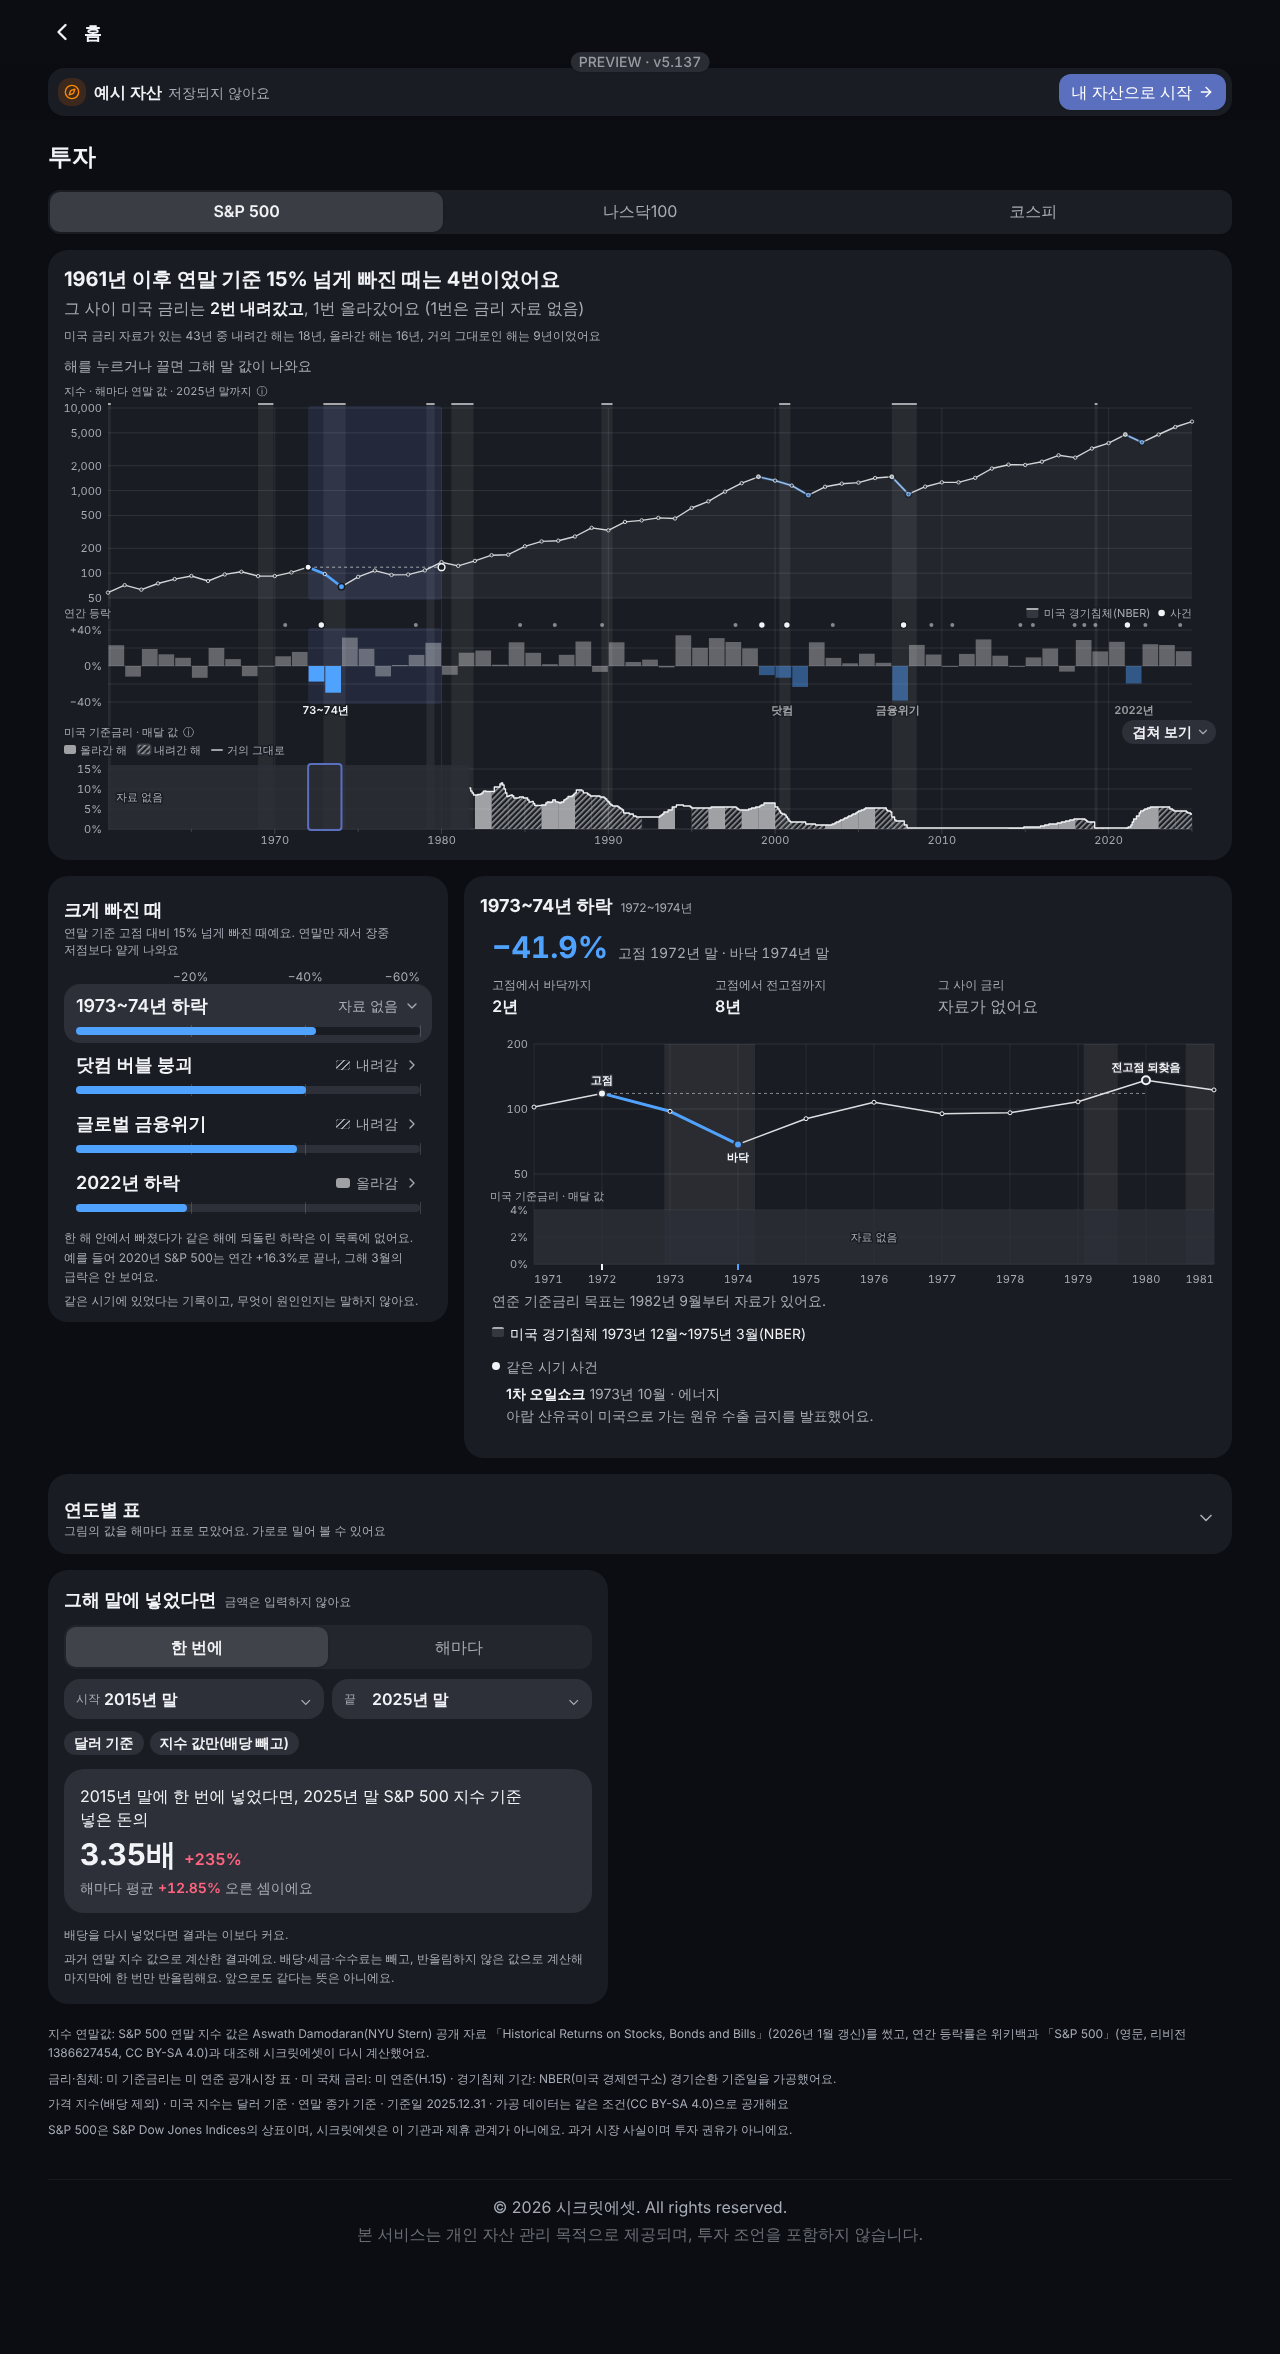 홈
PREVIEW · v5.137
예시 자산 저장되지 않아요
내 자산으로 시작 →
투자
S&P 500
나스닥100
코스피
1961년 이후 연말 기준 15% 넘게 빠진 때는 4번이었어요
그 사이 미국 금리는 2번 내려갔고, 1번 올라갔어요 (1번은 금리 자료 없음)
미국 금리 자료가 있는 43년 중 내려간 해는 18년, 올라간 해는 16년, 거의 그대로인 해는 9년이었어요
해를 누르거나 끌면 그해 말 값이 나와요
지수 · 해마다 연말 값 · 2025년 말까지 ⓘ
10,000
5,000
2,000
1,000
500
200
100
50
연간 등락
미국 경기침체(NBER) 사건
+40%
0%
−40%
73~74년
닷컴
금융위기
2022년
미국 기준금리 · 매달 값 ⓘ
겹쳐 보기
올라간 해 내려간 해 거의 그대로
15%
10%
5%
0%
자료 없음
1970 1980 1990 2000 2010 2020
크게 빠진 때
연말 기준 고점 대비 15% 넘게 빠진 때예요. 연말만 재서 장중
저점보다 얕게 나와요
−20% −40% −60%
1973~74년 하락 자료 없음
닷컴 버블 붕괴 내려감
글로벌 금융위기 내려감
2022년 하락 올라감
한 해 안에서 빠졌다가 같은 해에 되돌린 하락은 이 목록에 없어요.
예를 들어 2020년 S&P 500는 연간 +16.3%로 끝나, 그해 3월의
급락은 안 보여요.
같은 시기에 있었다는 기록이고, 무엇이 원인인지는 말하지 않아요.
1973~74년 하락 1972~1974년
−41.9% 고점 1972년 말 · 바닥 1974년 말
고점에서 바닥까지
2년
고점에서 전고점까지
8년
그 사이 금리
자료가 없어요
200
100
50
고점
바닥
전고점 되찾음
미국 기준금리 · 매달 값
4%
2%
0%
자료 없음
1971 1972 1973 1974 1975 1976 1977 1978 1979 1980 1981
연준 기준금리 목표는 1982년 9월부터 자료가 있어요.
미국 경기침체 1973년 12월~1975년 3월(NBER)
같은 시기 사건
1차 오일쇼크 1973년 10월 · 에너지
아랍 산유국이 미국으로 가는 원유 수출 금지를 발표했어요.
연도별 표
그림의 값을 해마다 표로 모았어요. 가로로 밀어 볼 수 있어요
그해 말에 넣었다면 금액은 입력하지 않아요
한 번에
해마다
시작 2015년 말
끝 2025년 말
달러 기준
지수 값만(배당 빼고)
2015년 말에 한 번에 넣었다면, 2025년 말 S&P 500 지수 기준
넣은 돈의
3.35배 +235%
해마다 평균 +12.85% 오른 셈이에요
배당을 다시 넣었다면 결과는 이보다 커요.
과거 연말 지수 값으로 계산한 결과예요. 배당·세금·수수료는 빼고, 반올림하지 않은 값으로 계산해
마지막에 한 번만 반올림해요. 앞으로도 같다는 뜻은 아니에요.
지수 연말값: S&P 500 연말 지수 값은 Aswath Damodaran(NYU Stern) 공개 자료 「Historical Returns on Stocks, Bonds and Bills」(2026년 1월 갱신)를 썼고, 연간 등락률은 위키백과 「S&P 500」(영문, 리비전
1386627454, CC BY-SA 4.0)과 대조해 시크릿에셋이 다시 계산했어요.
금리·침체: 미 기준금리는 미 연준 공개시장 표 · 미 국채 금리: 미 연준(H.15) · 경기침체 기간: NBER(미국 경제연구소) 경기순환 기준일을 가공했어요.
가격 지수(배당 제외) · 미국 지수는 달러 기준 · 연말 종가 기준 · 기준일 2025.12.31 · 가공 데이터는 같은 조건(CC BY-SA 4.0)으로 공개해요
S&P 500은 S&P Dow Jones Indices의 상표이며, 시크릿에셋은 이 기관과 제휴 관계가 아니에요. 과거 시장 사실이며 투자 권유가 아니에요.
© 2026 시크릿에셋. All rights reserved.
본 서비스는 개인 자산 관리 목적으로 제공되며, 투자 조언을 포함하지 않습니다.